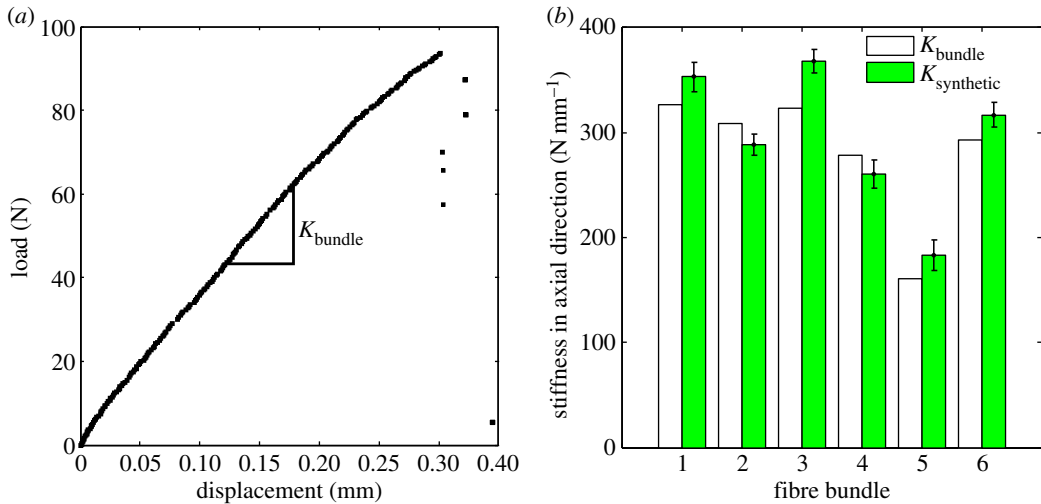 (a)
100
80
60
40
20
0
load (N)
K_bundle
0 0.05 0.10 0.15 0.20 0.25 0.30 0.35 0.40
displacement (mm)
(b)
400
300
200
100
0
stiffness in axial direction (N mm⁻¹)
K_bundle
K_synthetic
1 2 3 4 5 6
fibre bundle